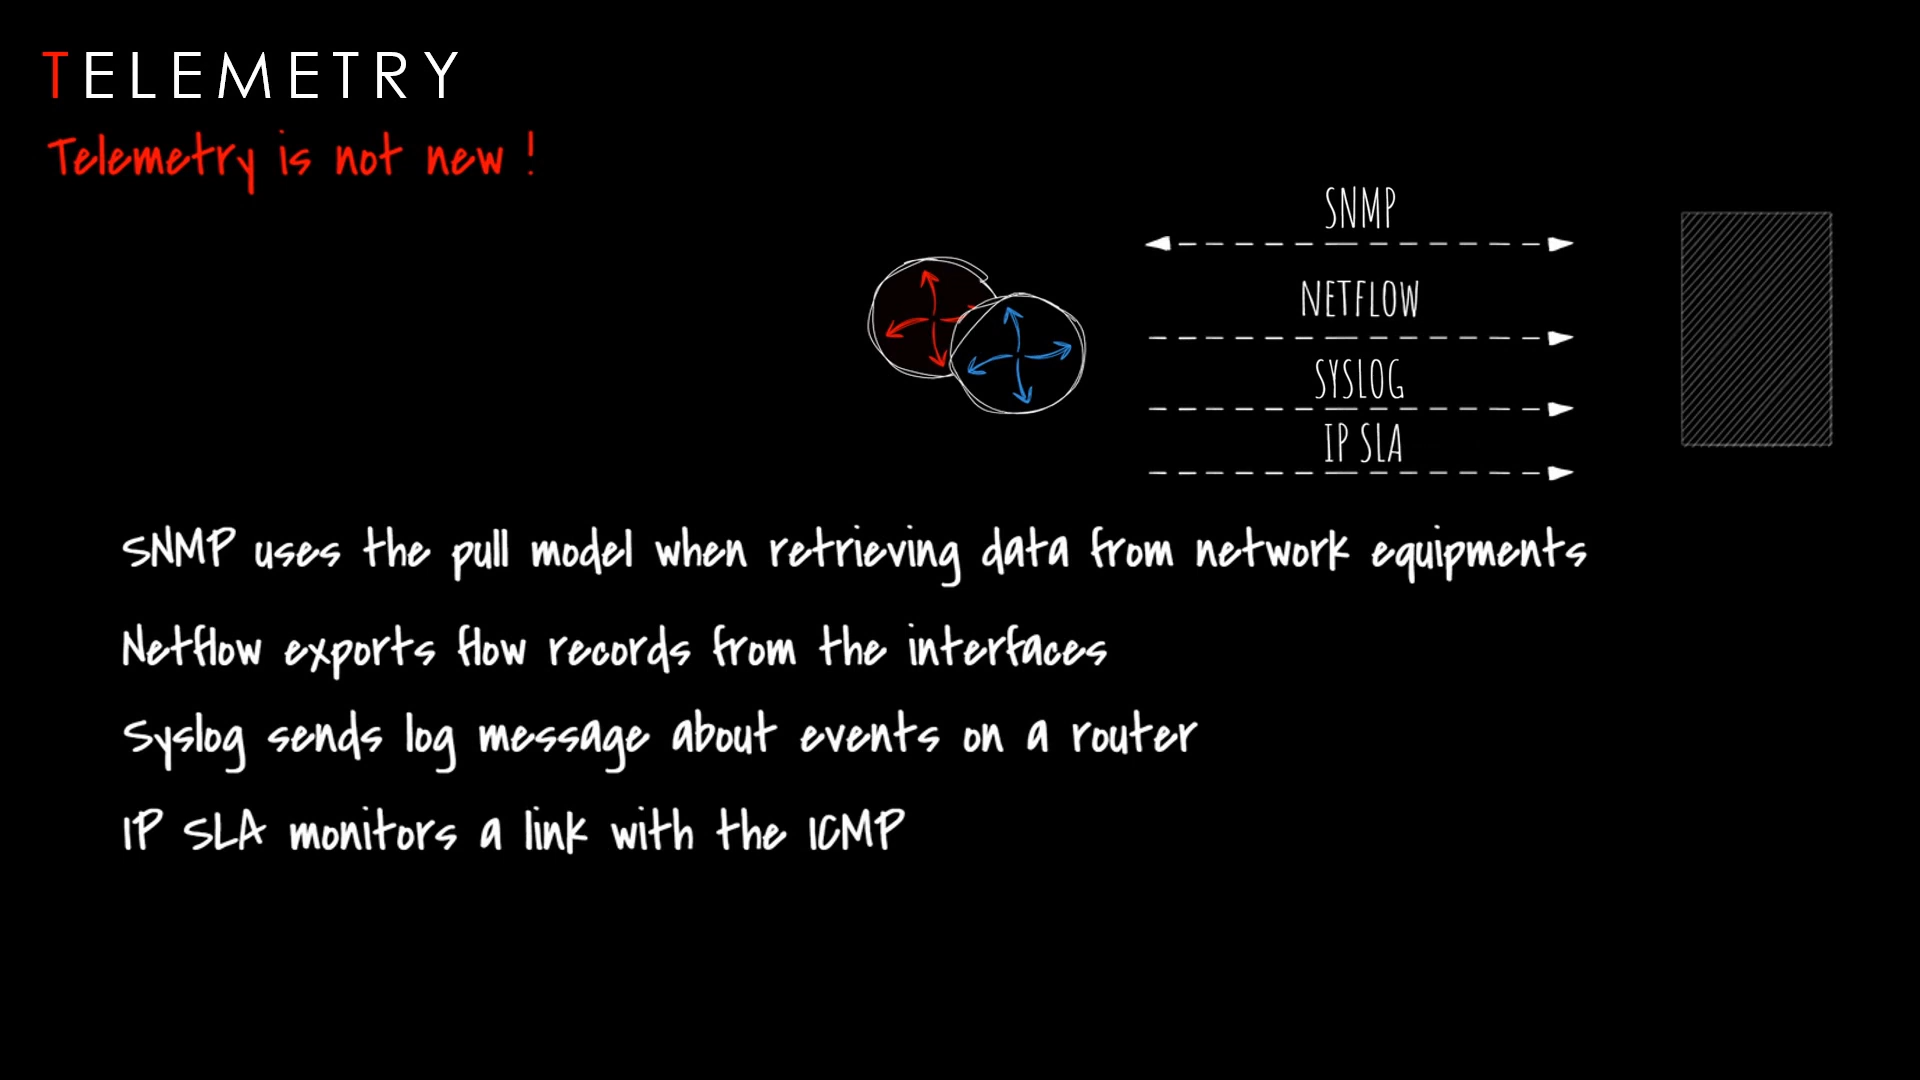 TELEMETRY
Telemetry is not new !
SNMP
NETFLOW
SYSLOG
IP SLA
SNMP uses the pull model when retrieving data from network equipments
Netflow exports flow records from the interfaces
Syslog sends log message about events on a router
IP SLA monitors a link with the ICMP